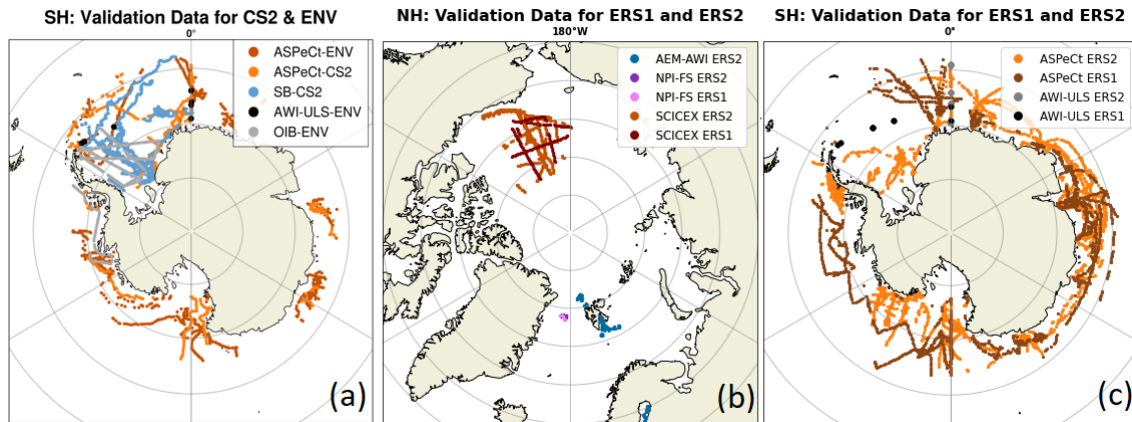 SH: Validation Data for CS2 & ENV
0°
ASPeCt-ENV
ASPeCt-CS2
SB-CS2
AWI-ULS-ENV
OIB-ENV
(a)
NH: Validation Data for ERS1 and ERS2
180°W
AEM-AWI ERS2
NPI-FS ERS2
NPI-FS ERS1
SCICEX ERS2
SCICEX ERS1
(b)
SH: Validation Data for ERS1 and ERS2
0°
ASPeCt ERS2
ASPeCt ERS1
AWI-ULS ERS2
AWI-ULS ERS1
(c)